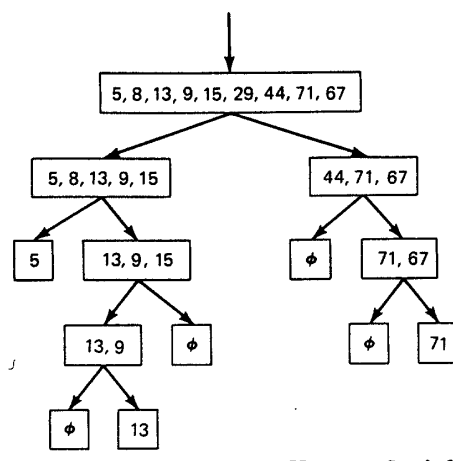 5, 8, 13, 9, 15, 29, 44, 71, 67
5, 8, 13, 9, 15 44, 71, 67
5 13, 9, 15 ϕ 71, 67
13, 9 ϕ ϕ 71
ϕ 13